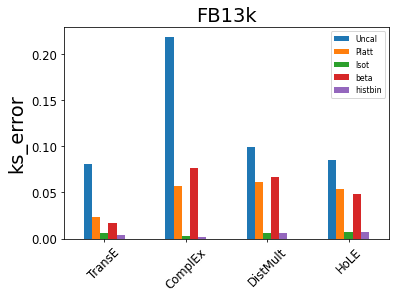 FB13k
ks_error
0.20
0.15
0.10
0.05
0.00
Uncal
Platt
Isot
beta
histbin
TransE
ComplEx
DistMult
HoLE